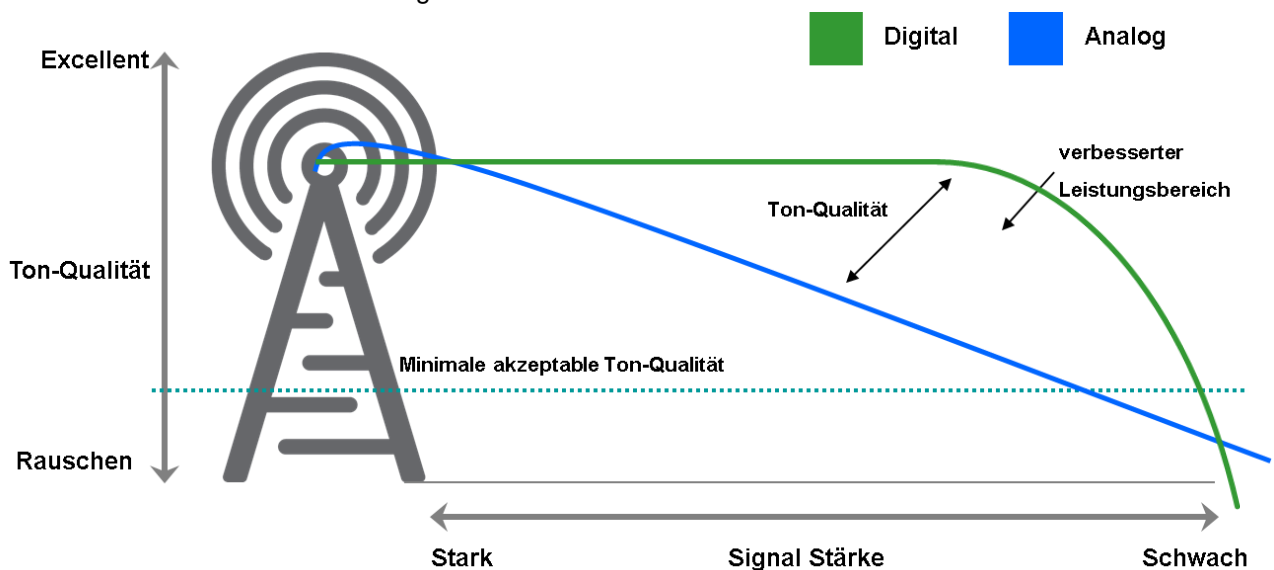 Digital
Analog
Excellent
verbesserter
Leistungsbereich
Ton-Qualität
Ton-Qualität
Minimale akzeptable Ton-Qualität
Rauschen
Stark
Signal Stärke
Schwach